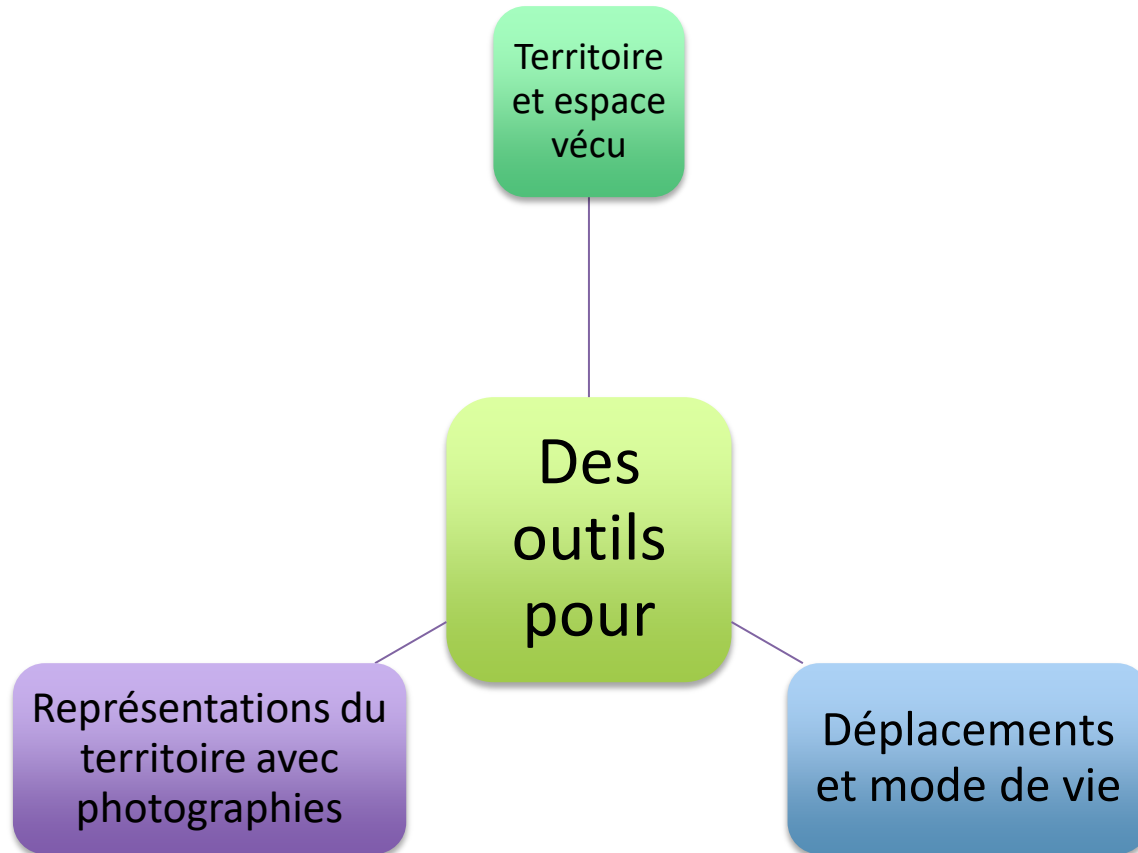 Territoire
et espace
vécu
Des
outils
pour
Représentations du
territoire avec
photographies
Déplacements
et mode de vie